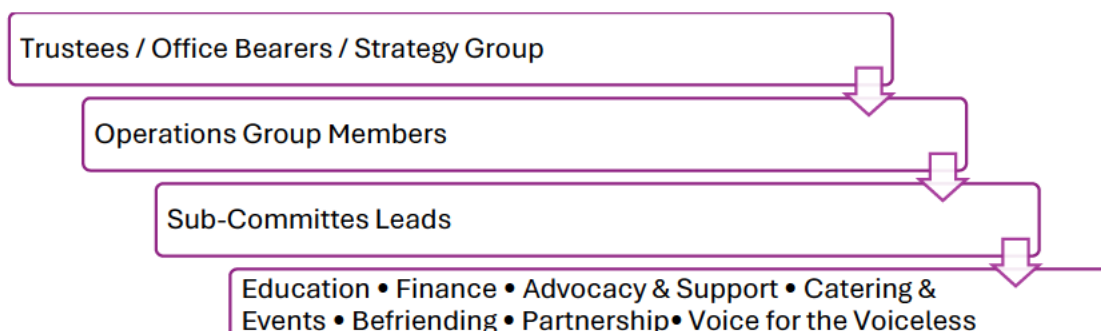 Trustees / Office Bearers / Strategy Group
Operations Group Members
Sub-Committes Leads
Education • Finance • Advocacy & Support • Catering &
Events • Befriending • Partnership• Voice for the Voiceless